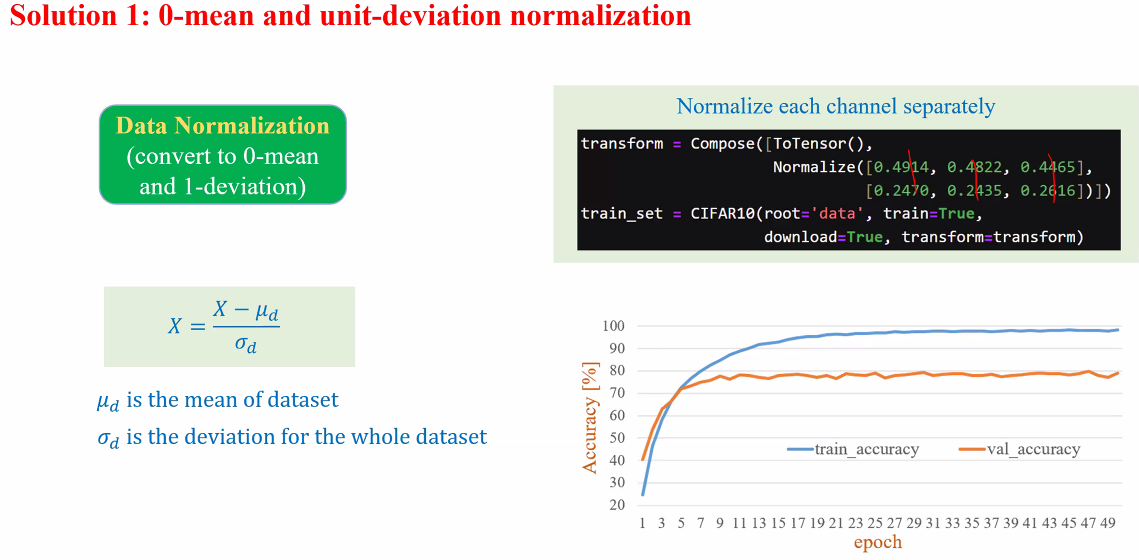 Solution 1: 0-mean and unit-deviation normalization
Data Normalization
(convert to 0-mean
and 1-deviation)
X = (X − μd) / σd
μd is the mean of dataset
σd is the deviation for the whole dataset
Normalize each channel separately
transform = Compose([ToTensor(),
Normalize([0.4914, 0.4822, 0.4465],
[0.2470, 0.2435, 0.2616])])
train_set = CIFAR10(root='data', train=True,
download=True, transform=transform)
100
90
80
70
60
50
40
30
20
Accuracy [%]
train_accuracy
val_accuracy
1 3 5 7 9 11 13 15 17 19 21 23 25 27 29 31 33 35 37 39 41 43 45 47 49
epoch